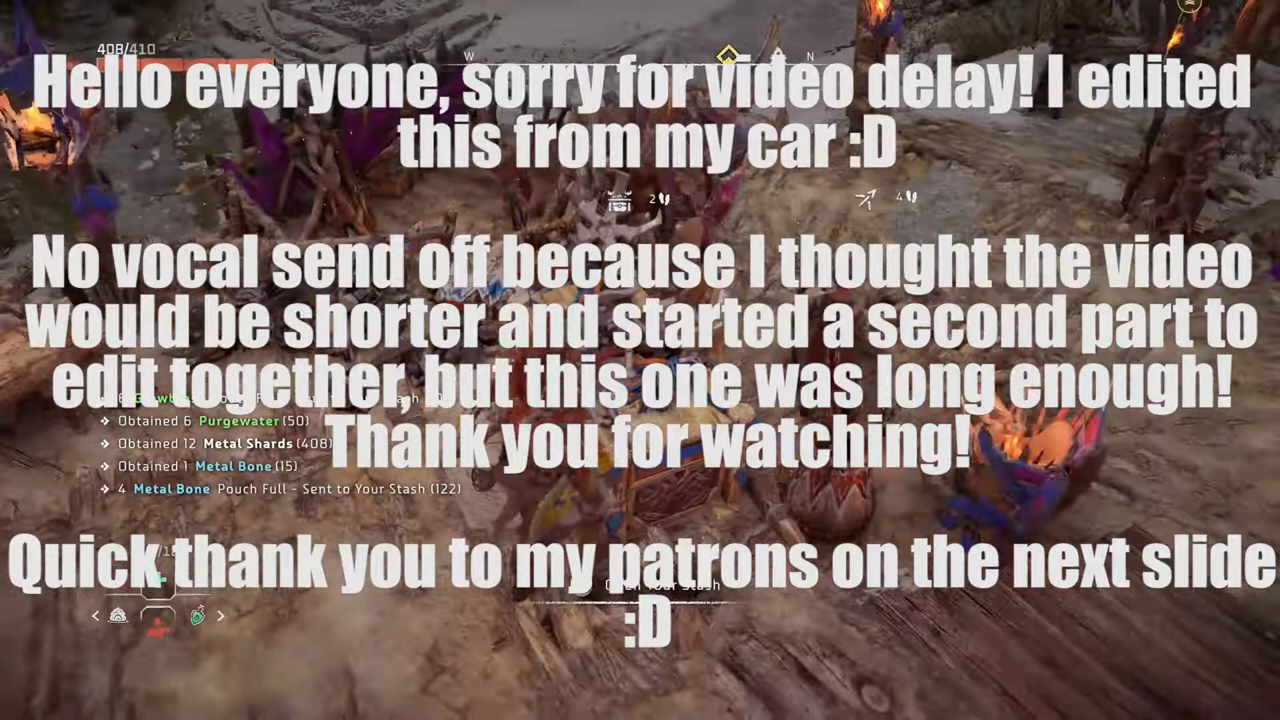 408/410
W
N
Hello everyone, sorry for video delay! I edited
this from my car :D
2
4
No vocal send off because I thought the video
would be shorter and started a second part to
edit together, but this one was long enough!
Thank you for watching!
Obtained 6 Purgewater (50)
Obtained 12 Metal Shards (408)
Obtained 1 Metal Bone (15)
4 Metal Bone Pouch Full - Sent to Your Stash (122)
Quick thank you to my patrons on the next slide
:D